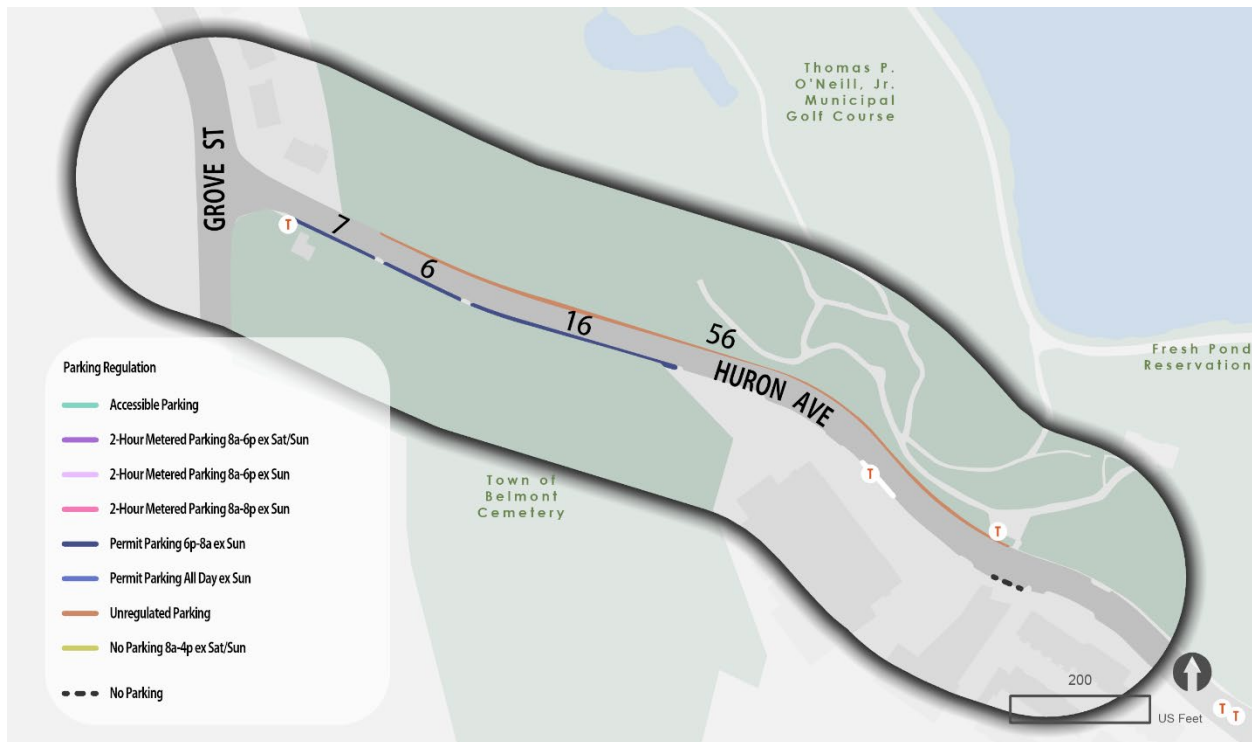 Thomas P.
O'Neill, Jr.
Municipal
Golf Course
GROVE ST
T
7
6
16
56
HURON AVE
Fresh Pond
Reservation
Parking Regulation
Accessible Parking
2-Hour Metered Parking 8a-6p ex Sat/Sun
2-Hour Metered Parking 8a-6p ex Sun
2-Hour Metered Parking 8a-8p ex Sun
Permit Parking 6p-8a ex Sun
Permit Parking All Day ex Sun
Unregulated Parking
No Parking 8a-4p ex Sat/Sun
No Parking
Town of
Belmont
Cemetery
T
T
200
US Feet
T T